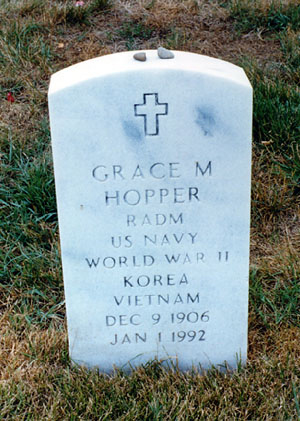 GRACE M
HOPPER
RADM
US NAVY
WORLD WAR II
KOREA
VIETNAM
DEC 9 1906
JAN 1 1992